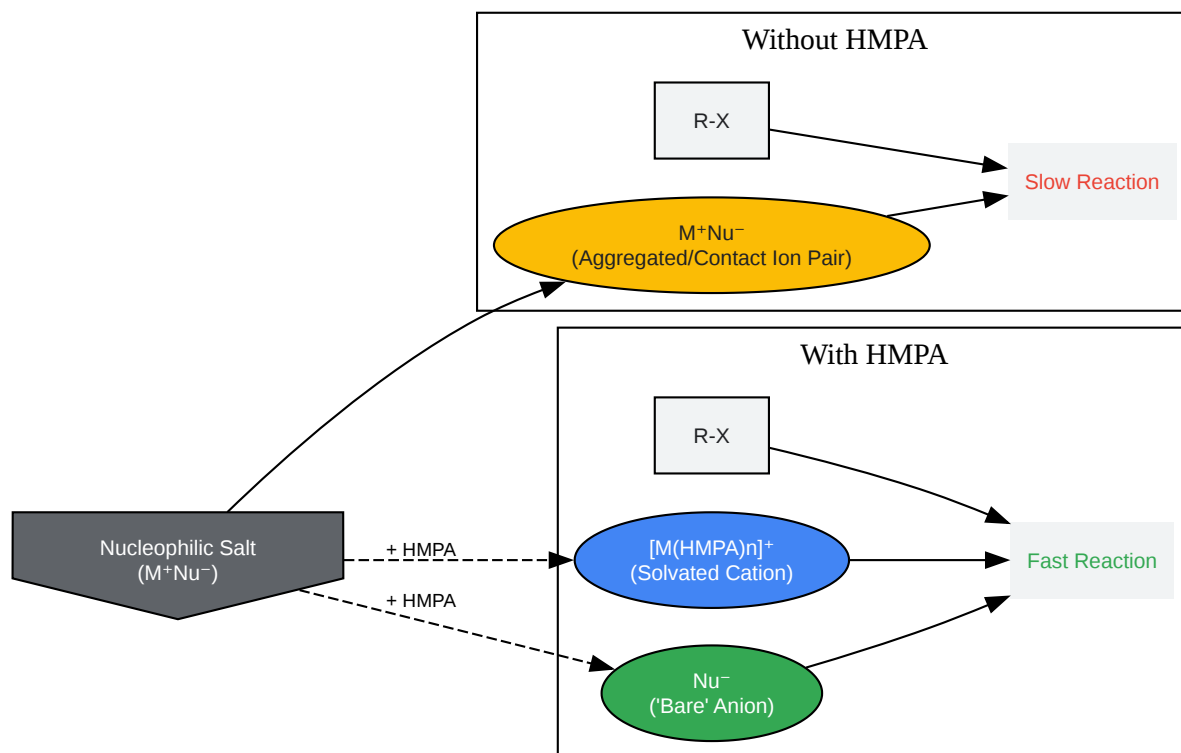 Without HMPA
R-X
Slow Reaction
M⁺Nu⁻
(Aggregated/Contact Ion Pair)
With HMPA
R-X
Nucleophilic Salt
(M⁺Nu⁻)
+ HMPA
+ HMPA
[M(HMPA)n]⁺
(Solvated Cation)
Fast Reaction
Nu⁻
('Bare' Anion)